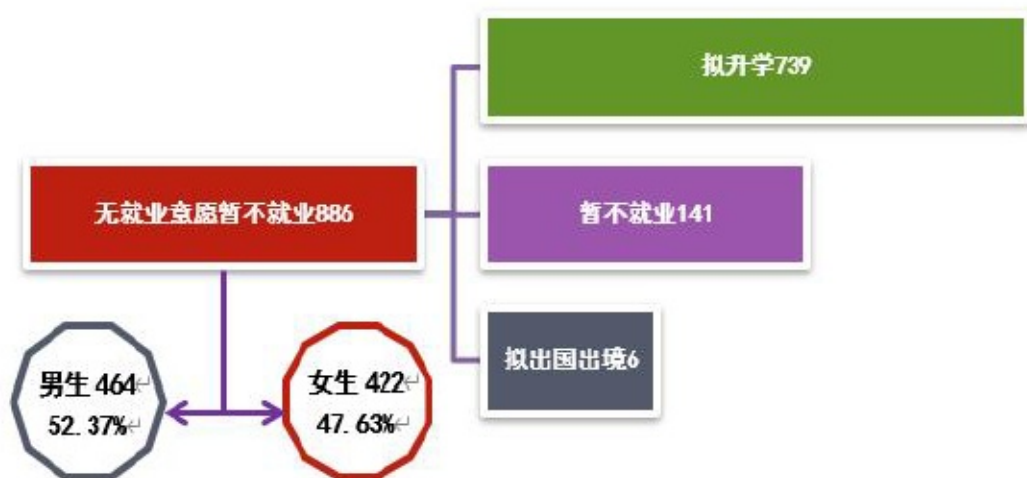 拟升学739
无就业意愿暂不就业886
暂不就业141
拟出国出境6
男生 464↵
52.37%↵
女生 422↵
47.63%↵